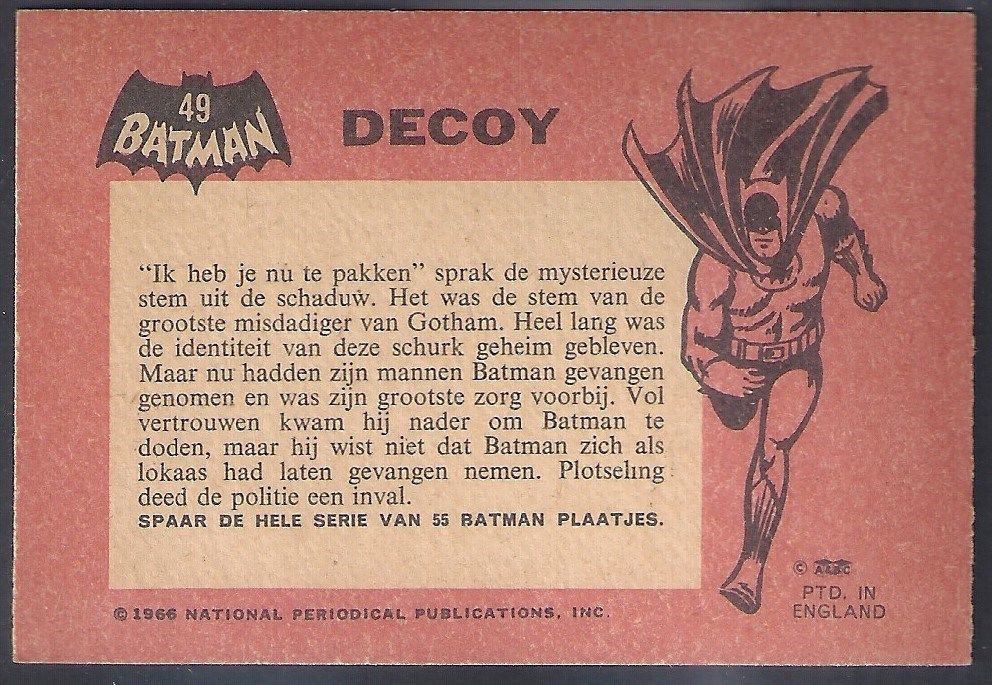 49
BATMAN
DECOY
“Ik heb je nu te pakken” sprak de mysterieuze
stem uit de schaduw. Het was de stem van de
grootste misdadiger van Gotham. Heel lang was
de identiteit van deze schurk geheim gebleven.
Maar nu hadden zijn mannen Batman gevangen
genomen en was zijn grootste zorg voorbij. Vol
vertrouwen kwam hij nader om Batman te
doden, maar hij wist niet dat Batman zich als
lokaas had laten gevangen nemen. Plotseling
deed de politie een inval.
SPAAR DE HELE SERIE VAN 55 BATMAN PLAATJES.
© 1966 NATIONAL PERIODICAL PUBLICATIONS, INC.
© A&BC
PTD. IN
ENGLAND